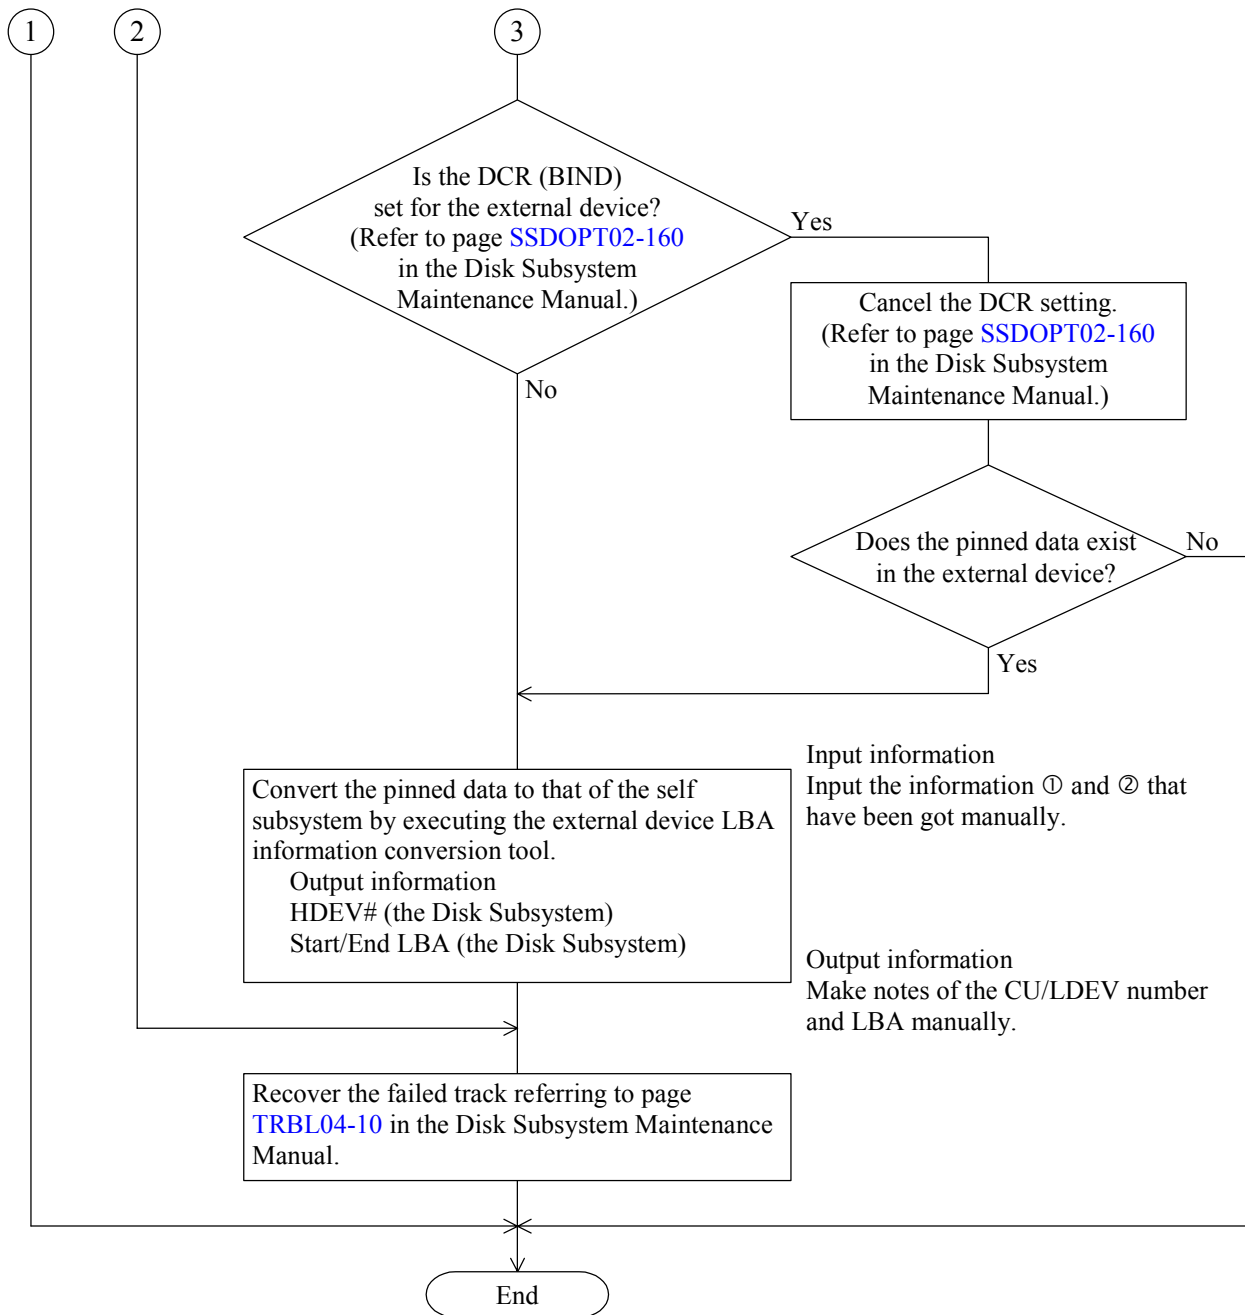 1
2
3
Is the DCR (BIND)
set for the external device?
(Refer to page SSDOPT02-160
in the Disk Subsystem
Maintenance Manual.)
Yes
No
Cancel the DCR setting.
(Refer to page SSDOPT02-160
in the Disk Subsystem
Maintenance Manual.)
Does the pinned data exist
in the external device?
No
Yes
Convert the pinned data to that of the self
subsystem by executing the external device LBA
information conversion tool.
Output information
HDEV# (the Disk Subsystem)
Start/End LBA (the Disk Subsystem)
Input information
Input the information ① and ② that
have been got manually.
Output information
Make notes of the CU/LDEV number
and LBA manually.
Recover the failed track referring to page
TRBL04-10 in the Disk Subsystem Maintenance
Manual.
End